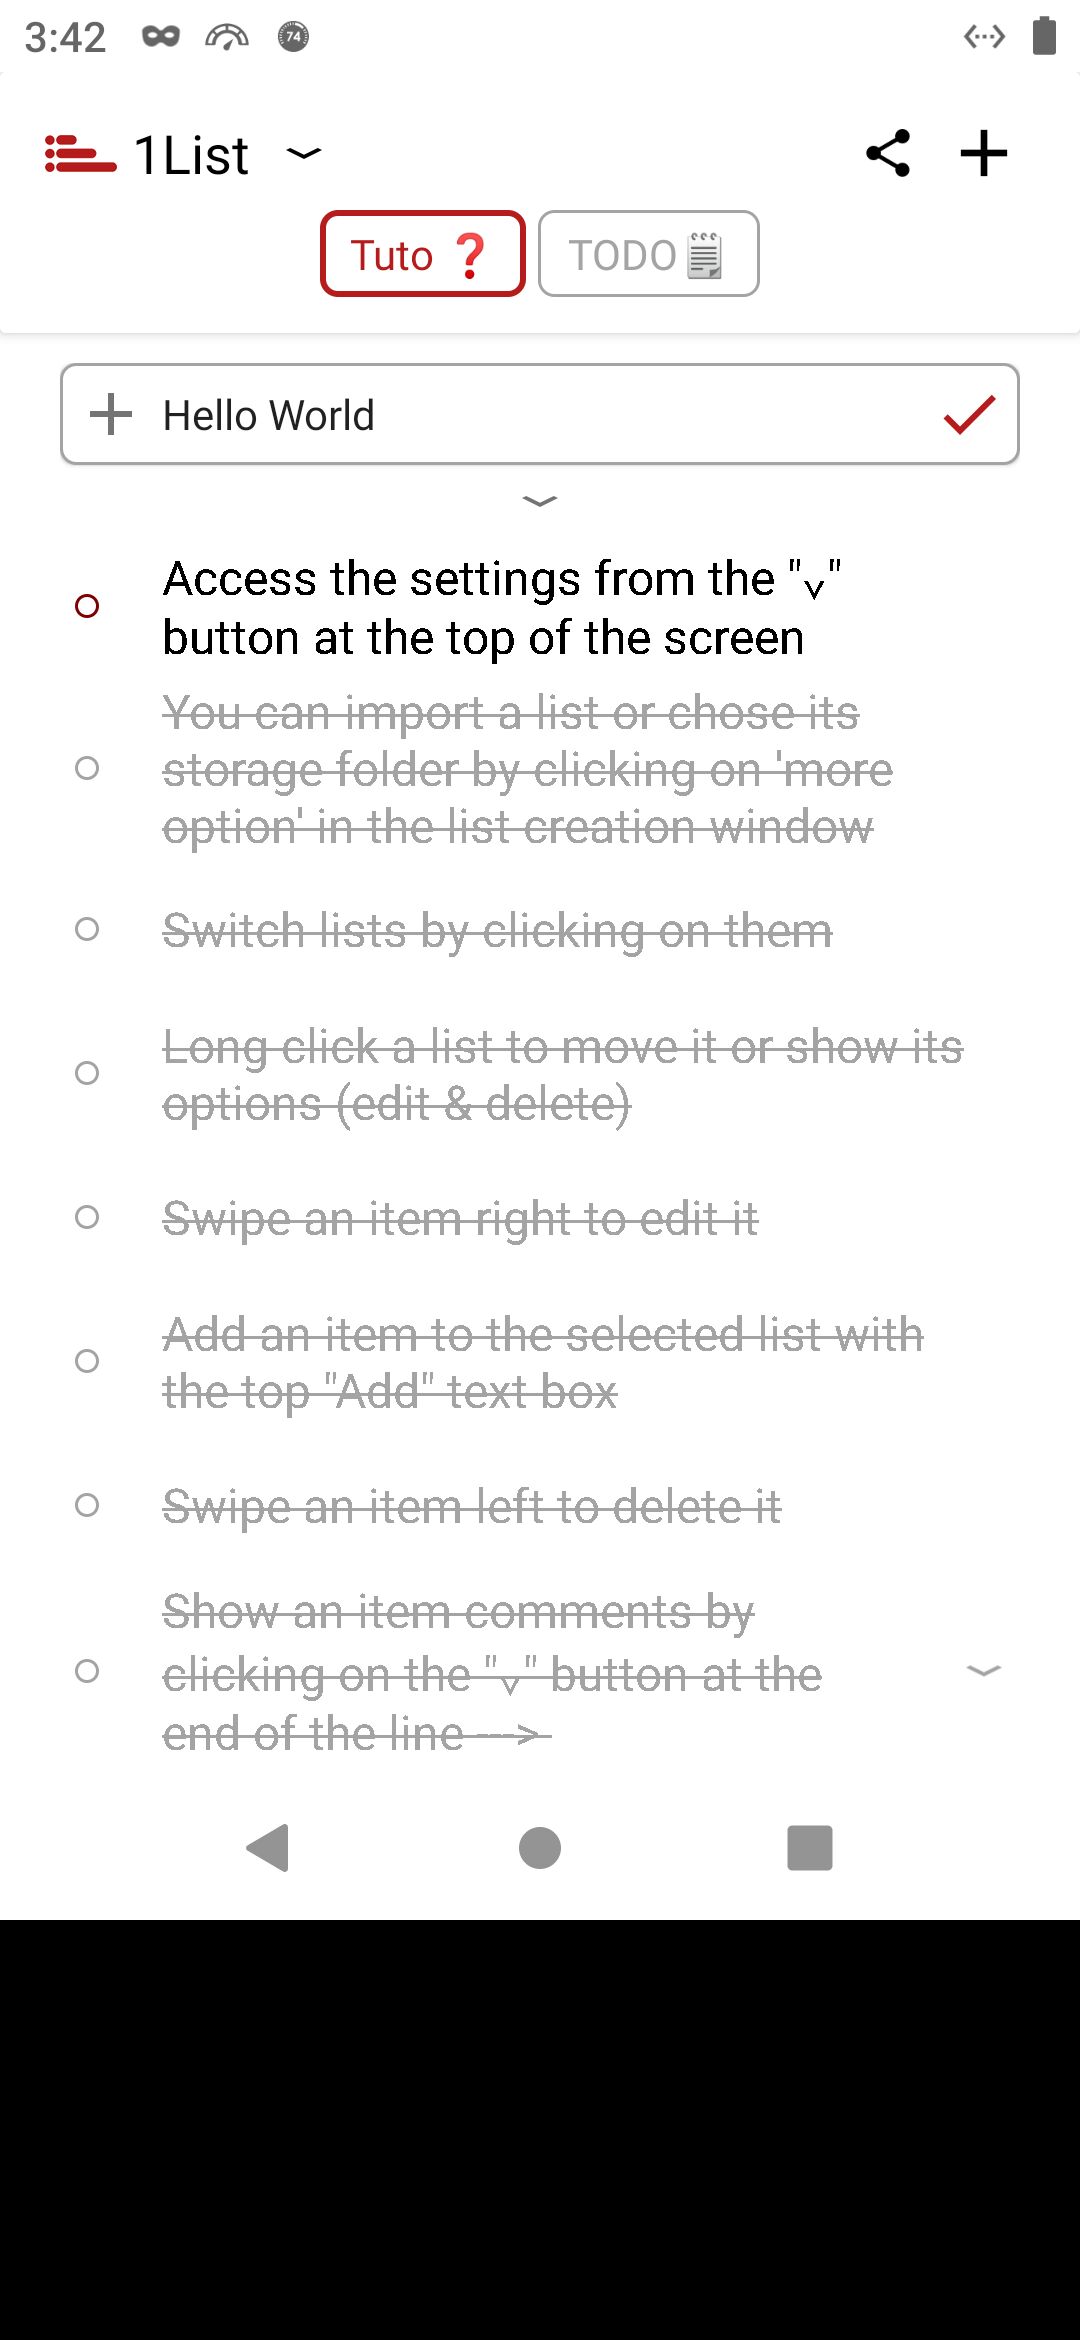 3:42
74
1List
Tuto ❓
TODO🗒
Hello World
Access the settings from the "˅"
button at the top of the screen
You can import a list or chose its
storage folder by clicking on 'more
option' in the list creation window
Switch lists by clicking on them
Long click a list to move it or show its
options (edit & delete)
Swipe an item right to edit it
Add an item to the selected list with
the top "Add" text box
Swipe an item left to delete it
Show an item comments by
clicking on the "˅" button at the
end of the line --->